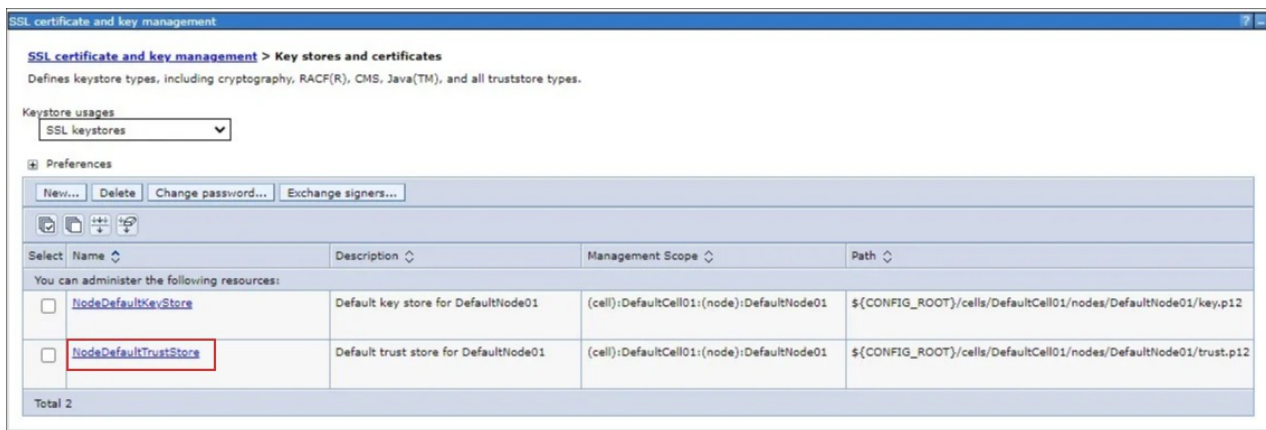 SSL certificate and key management
?
SSL certificate and key management > Key stores and certificates
Defines keystore types, including cryptography, RACF(R), CMS, Java(TM), and all truststore types.
Keystore usages
SSL keystores
Preferences
New... Delete Change password... Exchange signers...
Select Name Description Management Scope Path
You can administer the following resources:
NodeDefaultKeyStore Default key store for DefaultNode01 (cell):DefaultCell01:(node):DefaultNode01 ${CONFIG_ROOT}/cells/DefaultCell01/nodes/DefaultNode01/key.p12
NodeDefaultTrustStore Default trust store for DefaultNode01 (cell):DefaultCell01:(node):DefaultNode01 ${CONFIG_ROOT}/cells/DefaultCell01/nodes/DefaultNode01/trust.p12
Total 2